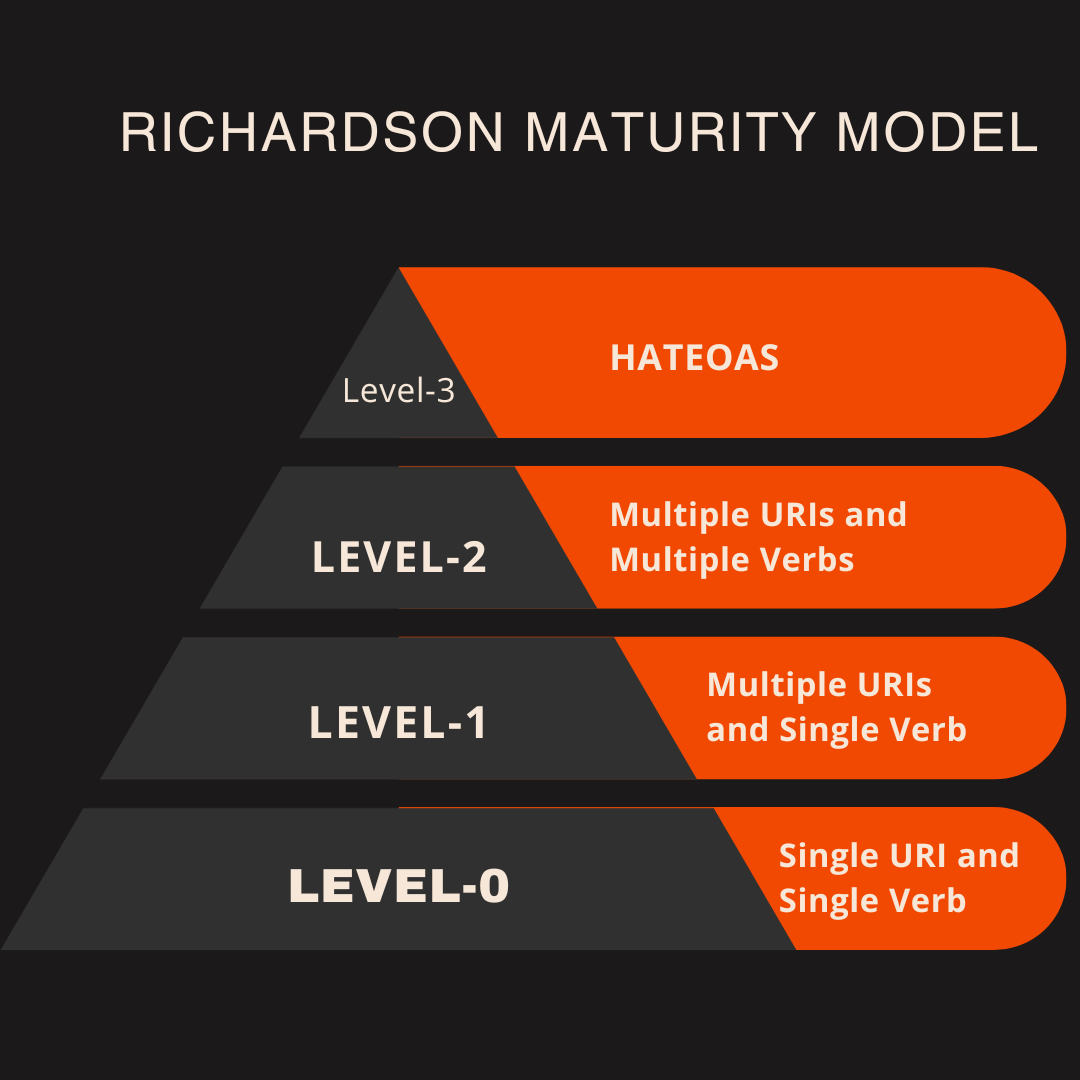 RICHARDSON MATURITY MODEL
Level-3
HATEOAS
LEVEL-2
Multiple URIs and
Multiple Verbs
LEVEL-1
Multiple URIs
and Single Verb
LEVEL-0
Single URI and
Single Verb